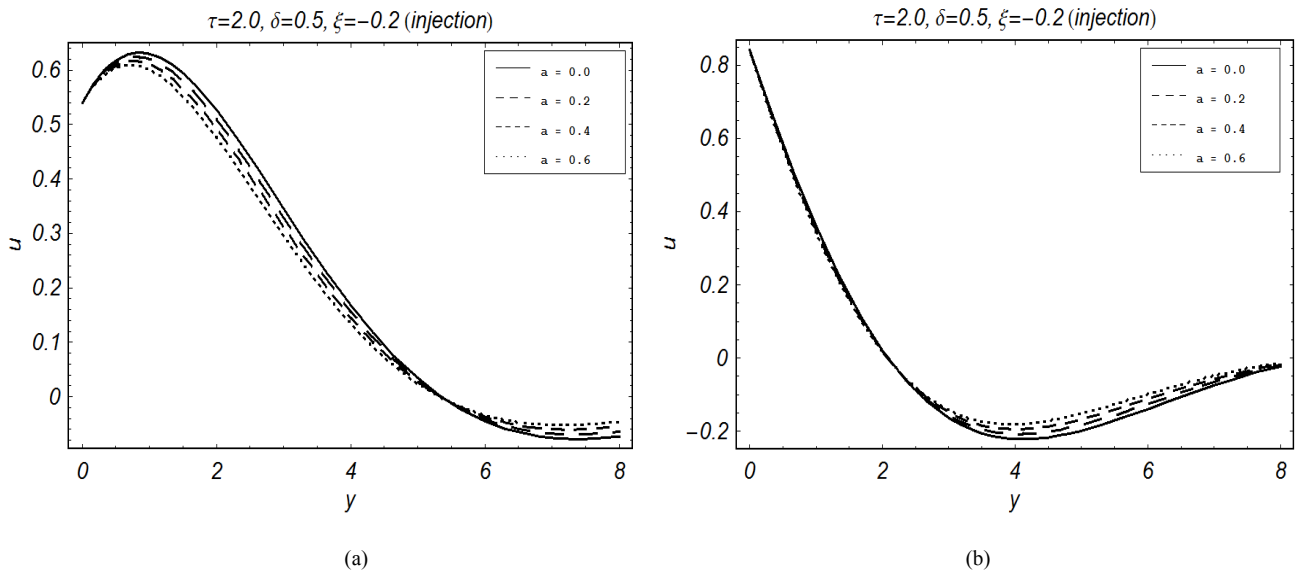 τ=2.0, δ=0.5, ξ=−0.2 (injection)
a = 0.0
a = 0.2
a = 0.4
a = 0.6
0.6
0.5
0.4
0.3
0.2
0.1
0
u
0 2 4 6 8
y
(a)
τ=2.0, δ=0.5, ξ=−0.2 (injection)
a = 0.0
a = 0.2
a = 0.4
a = 0.6
0.8
0.6
0.4
0.2
0
−0.2
u
0 2 4 6 8
y
(b)